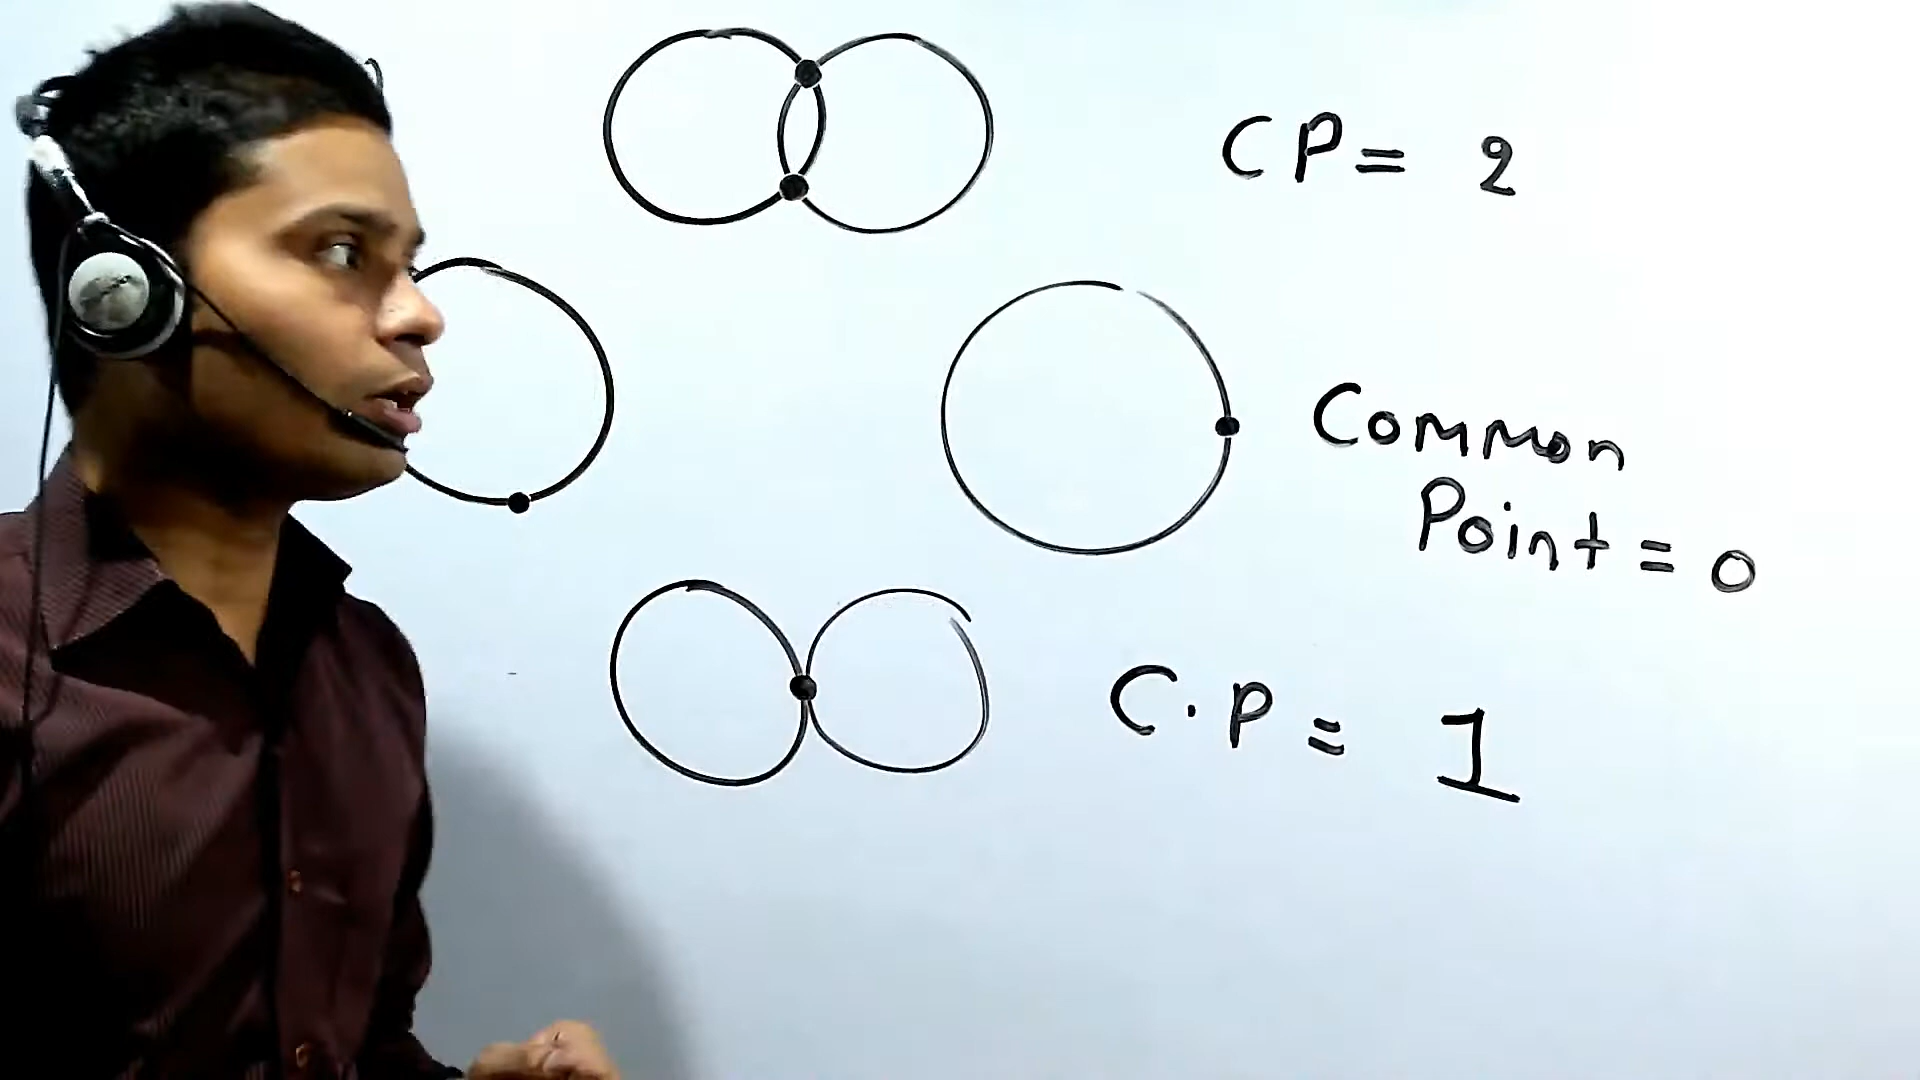 CP= 2
Common
Point = 0
C.P = 1